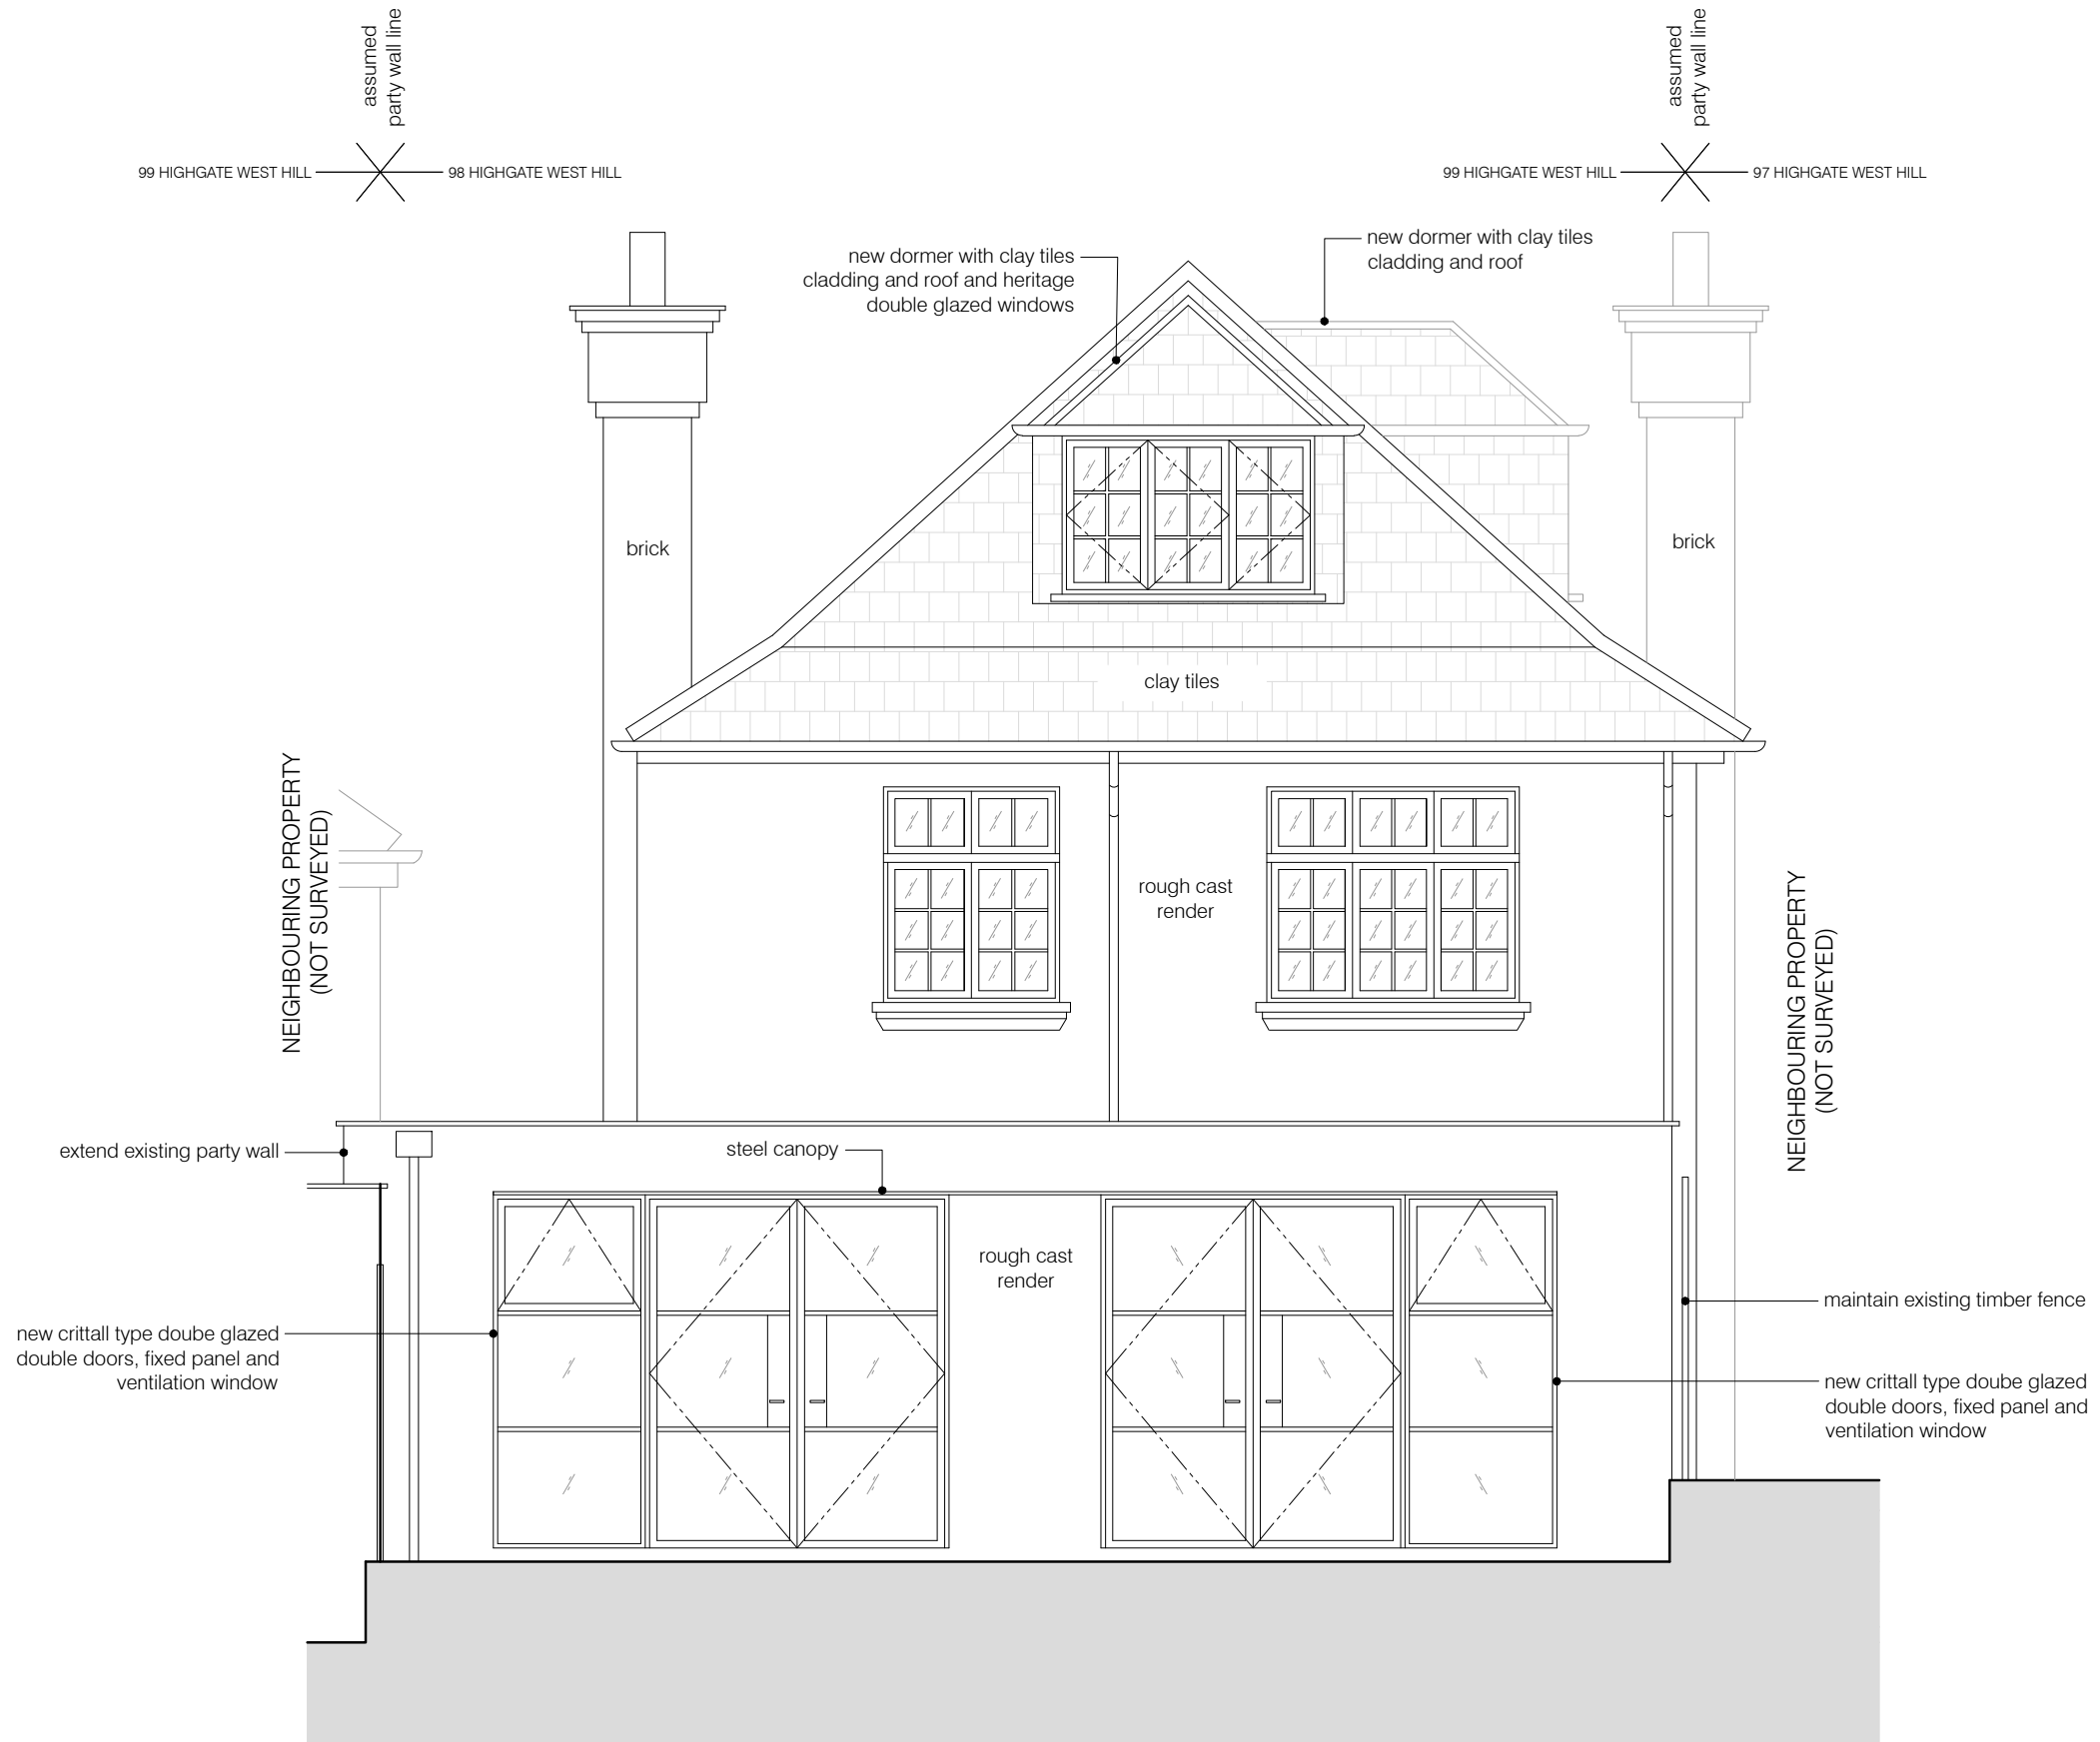 assumed
party wall line
99 HIGHGATE WEST HILL
98 HIGHGATE WEST HILL
assumed
party wall line
99 HIGHGATE WEST HILL
97 HIGHGATE WEST HILL
new dormer with clay tiles
cladding and roof and heritage
double glazed windows
new dormer with clay tiles
cladding and roof
brick
brick
clay tiles
NEIGHBOURING PROPERTY
(NOT SURVEYED)
rough cast
render
NEIGHBOURING PROPERTY
(NOT SURVEYED)
extend existing party wall
steel canopy
rough cast
render
maintain existing timber fence
new crittall type doube glazed
double doors, fixed panel and
ventilation window
new crittall type doube glazed
double doors, fixed panel and
ventilation window